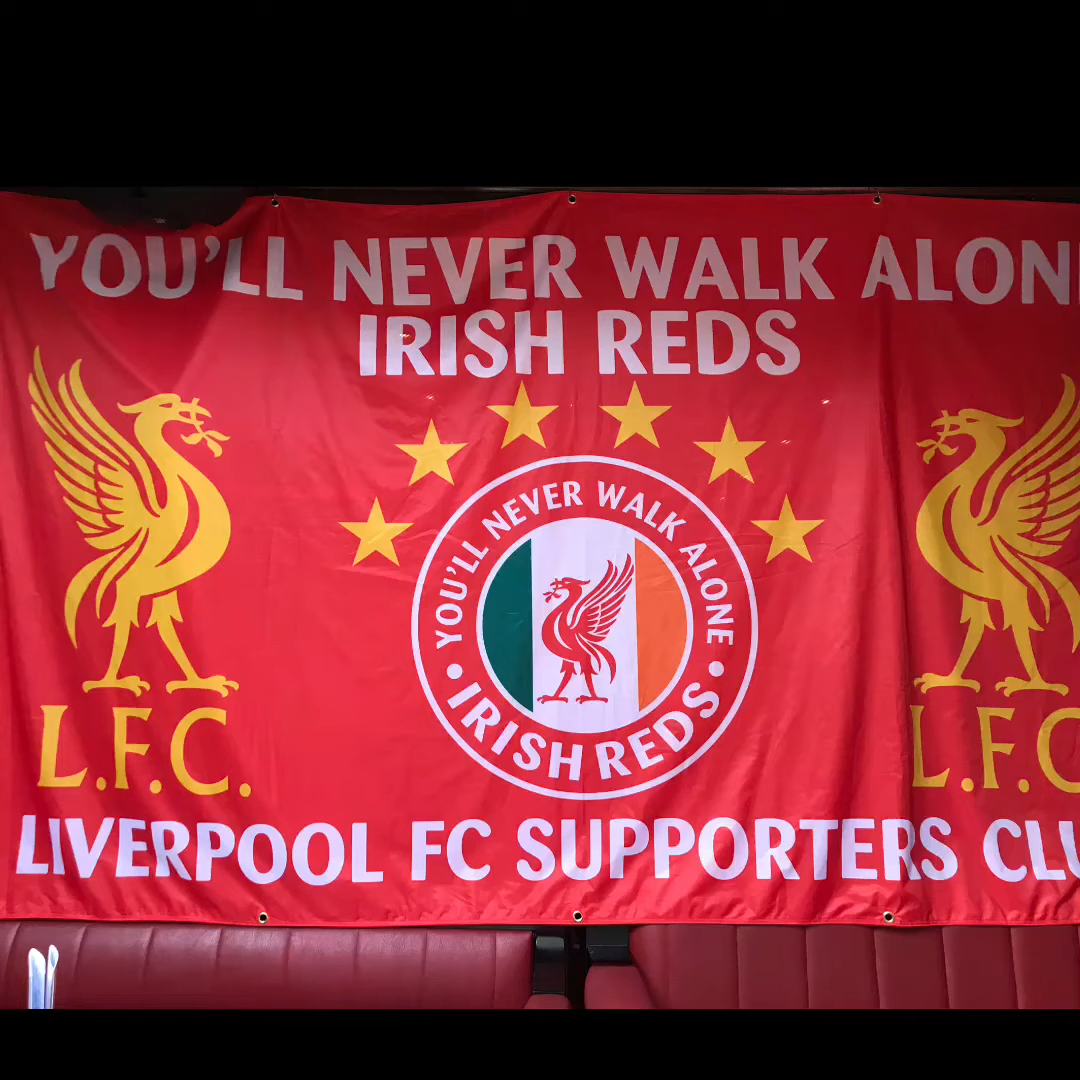 YOU'LL NEVER WALK ALON
IRISH REDS
YOU'LL NEVER WALK ALONE
• IRISH REDS •
L.F.C.
L.F.C
LIVERPOOL FC SUPPORTERS CLU